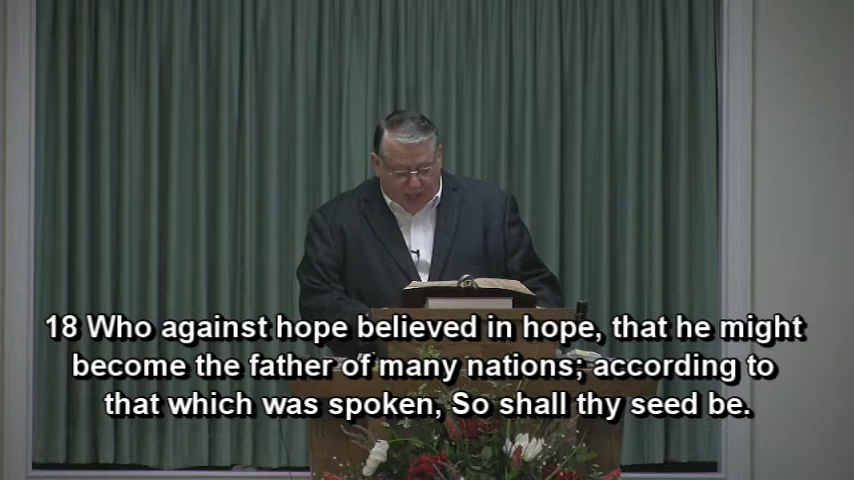 18 Who against hope believed in hope, that he might
become the father of many nations; according to
that which was spoken, So shall thy seed be.